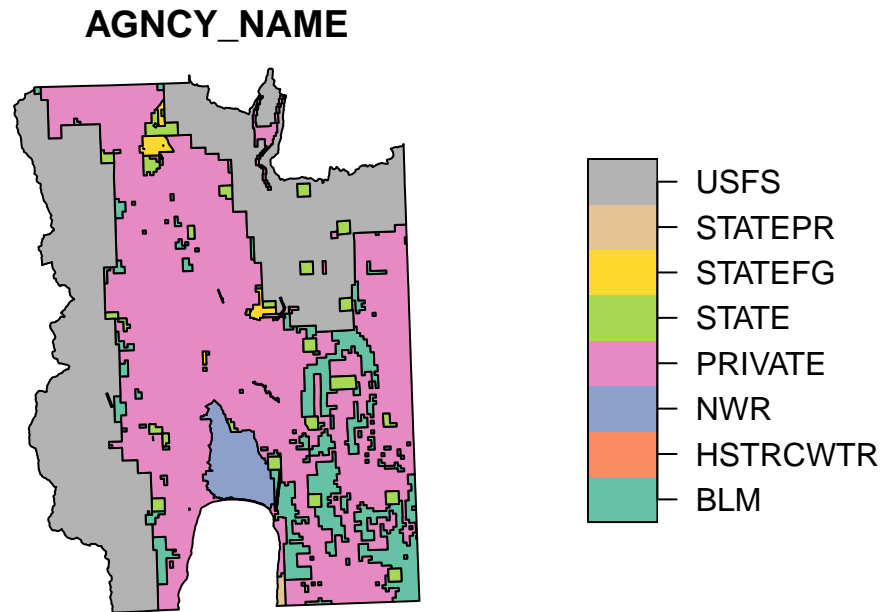 AGNCY_NAME
USFS
STATEPR
STATEFG
STATE
PRIVATE
NWR
HSTRCWTR
BLM